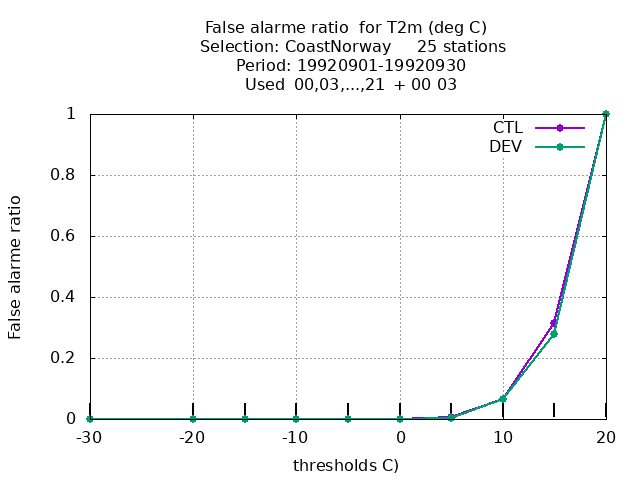 False alarme ratio  for T2m (deg C)
Selection: CoastNorway     25 stations
Period: 19920901-19920930
Used  00,03,...,21  + 00 03
CTL
DEV
1
0.8
0.6
0.4
0.2
0
False alarme ratio
-30
-20
-10
0
10
20
thresholds C)